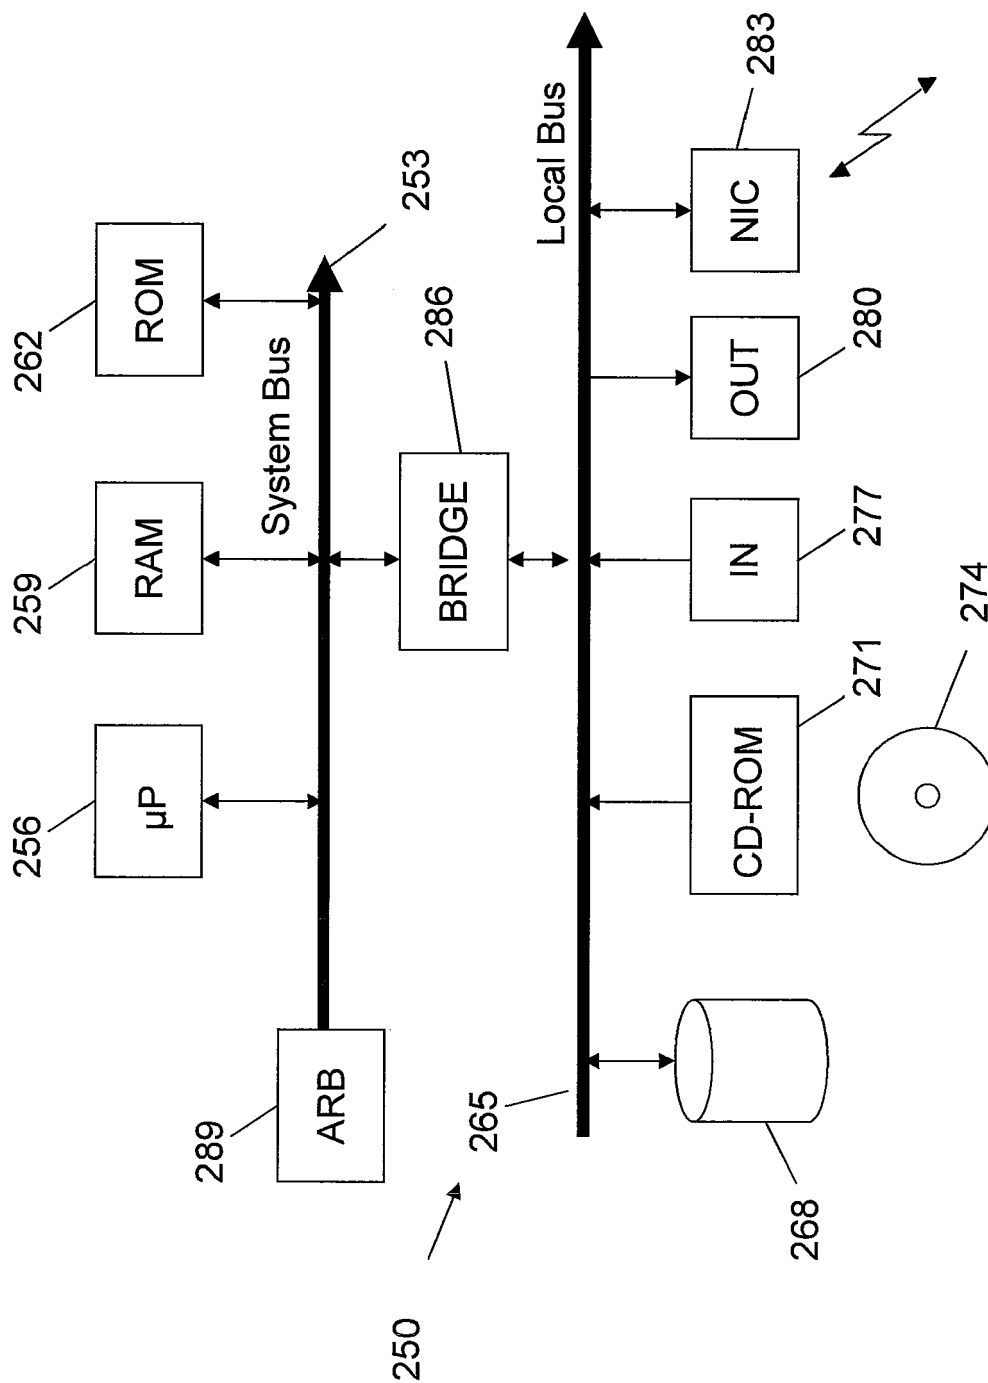 262
ROM
253
259
RAM
System Bus
286
256
µP
BRIDGE
289
ARB
Local Bus
283
NIC
280
OUT
277
IN
274
271
CD-ROM
265
268
250